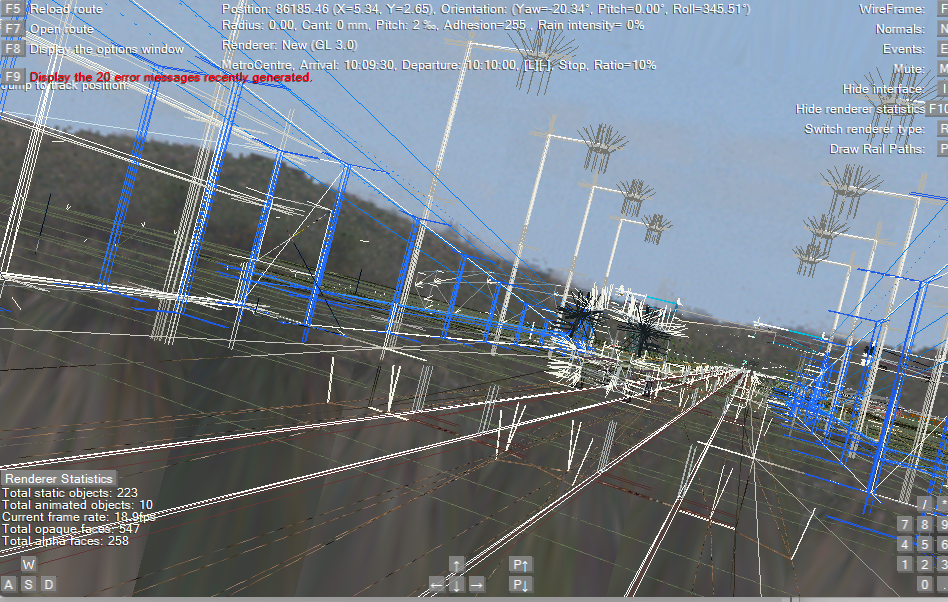 F5 Reload route
F7 Open route
F8 Display the options window
F9 Display the 20 error messages recently generated.
Jump to track position:
Position: 86185.46 (X=5.34, Y=2.65), Orientation: (Yaw=-20.34°, Pitch=0.00°, Roll=345.51°)
Radius: 0.00, Cant: 0 mm, Pitch: 2 ‰, Adhesion=255 , Rain intensity= 0%
Renderer: New (GL 3.0)
MetroCentre, Arrival: 10:09:30, Departure: 10:10:00, [L][-], Stop, Ratio=10%
WireFrame: F
Normals: N
Events: E
Mute: M
Hide interface: I
Hide renderer statistics F10
Switch renderer type: R
Draw Rail Paths: P
Renderer Statistics
Total static objects: 223
Total animated objects: 10
Current frame rate: 18.9fps
Total opaque faces: 547
Total alpha faces: 258
W
A S D
↑ P↑
← ↓ → P↓
/ *
7 8 9
4 5 6
1 2 3
0